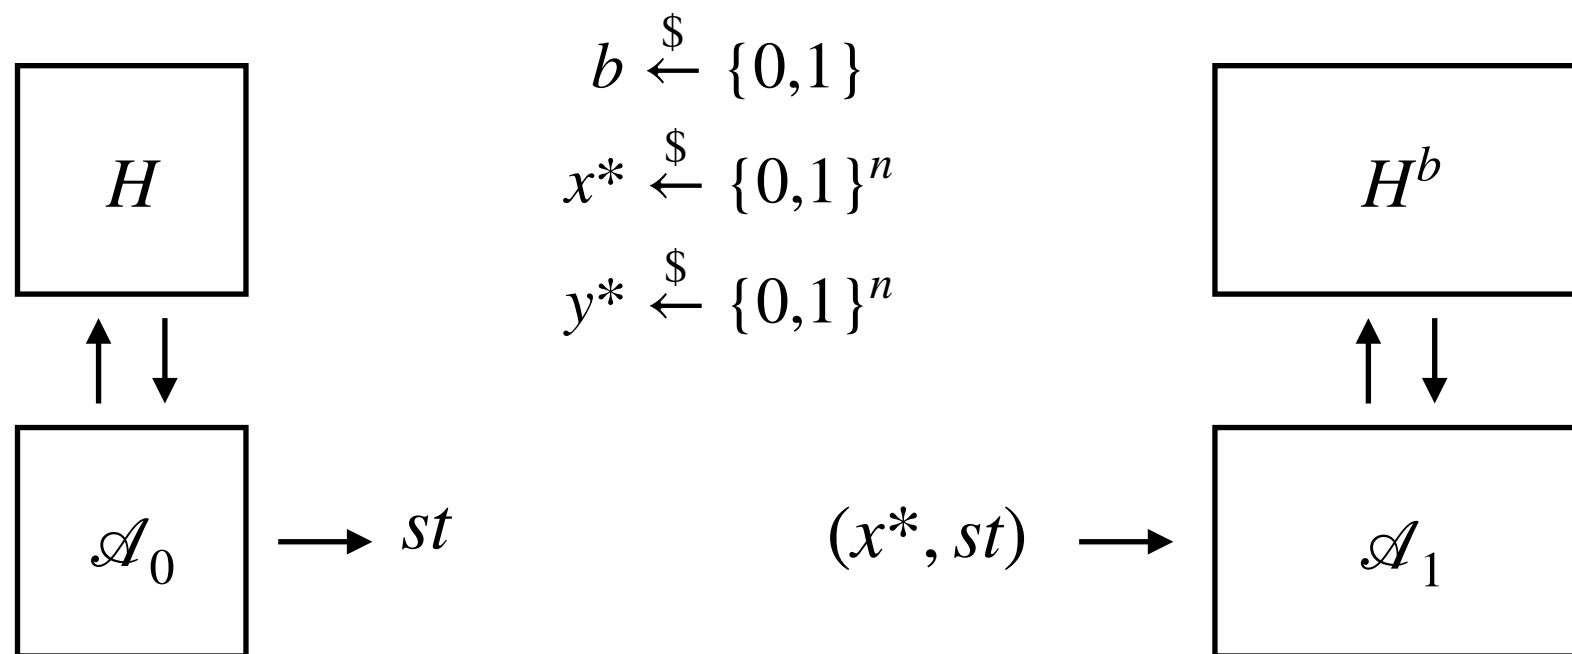 H
b ←$ {0,1}
x* ←$ {0,1}^n
y* ←$ {0,1}^n
H^b
𝒜_0
st
(x*, st)
𝒜_1